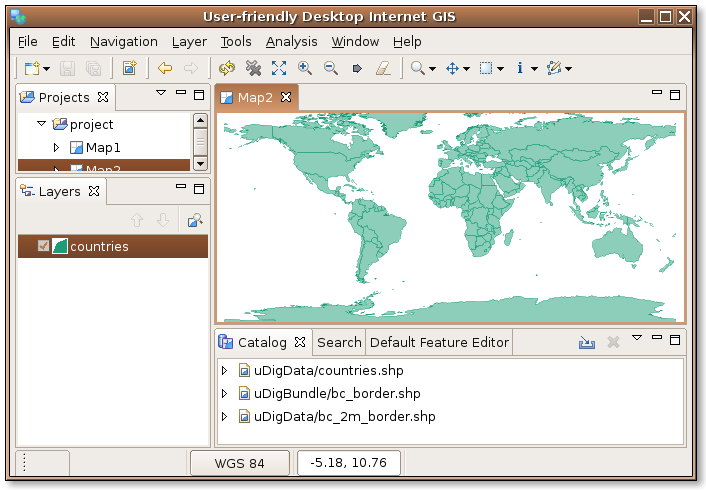 User-friendly Desktop Internet GIS
File Edit Navigation Layer Tools Analysis Window Help
Projects
Map2
project
Map1
Map2
Layers
countries
Catalog Search Default Feature Editor
uDigData/countries.shp
uDigBundle/bc_border.shp
uDigData/bc_2m_border.shp
WGS 84 -5.18, 10.76